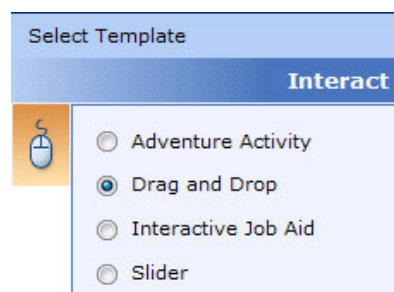 Select Template
Interact
Adventure Activity
Drag and Drop
Interactive Job Aid
Slider